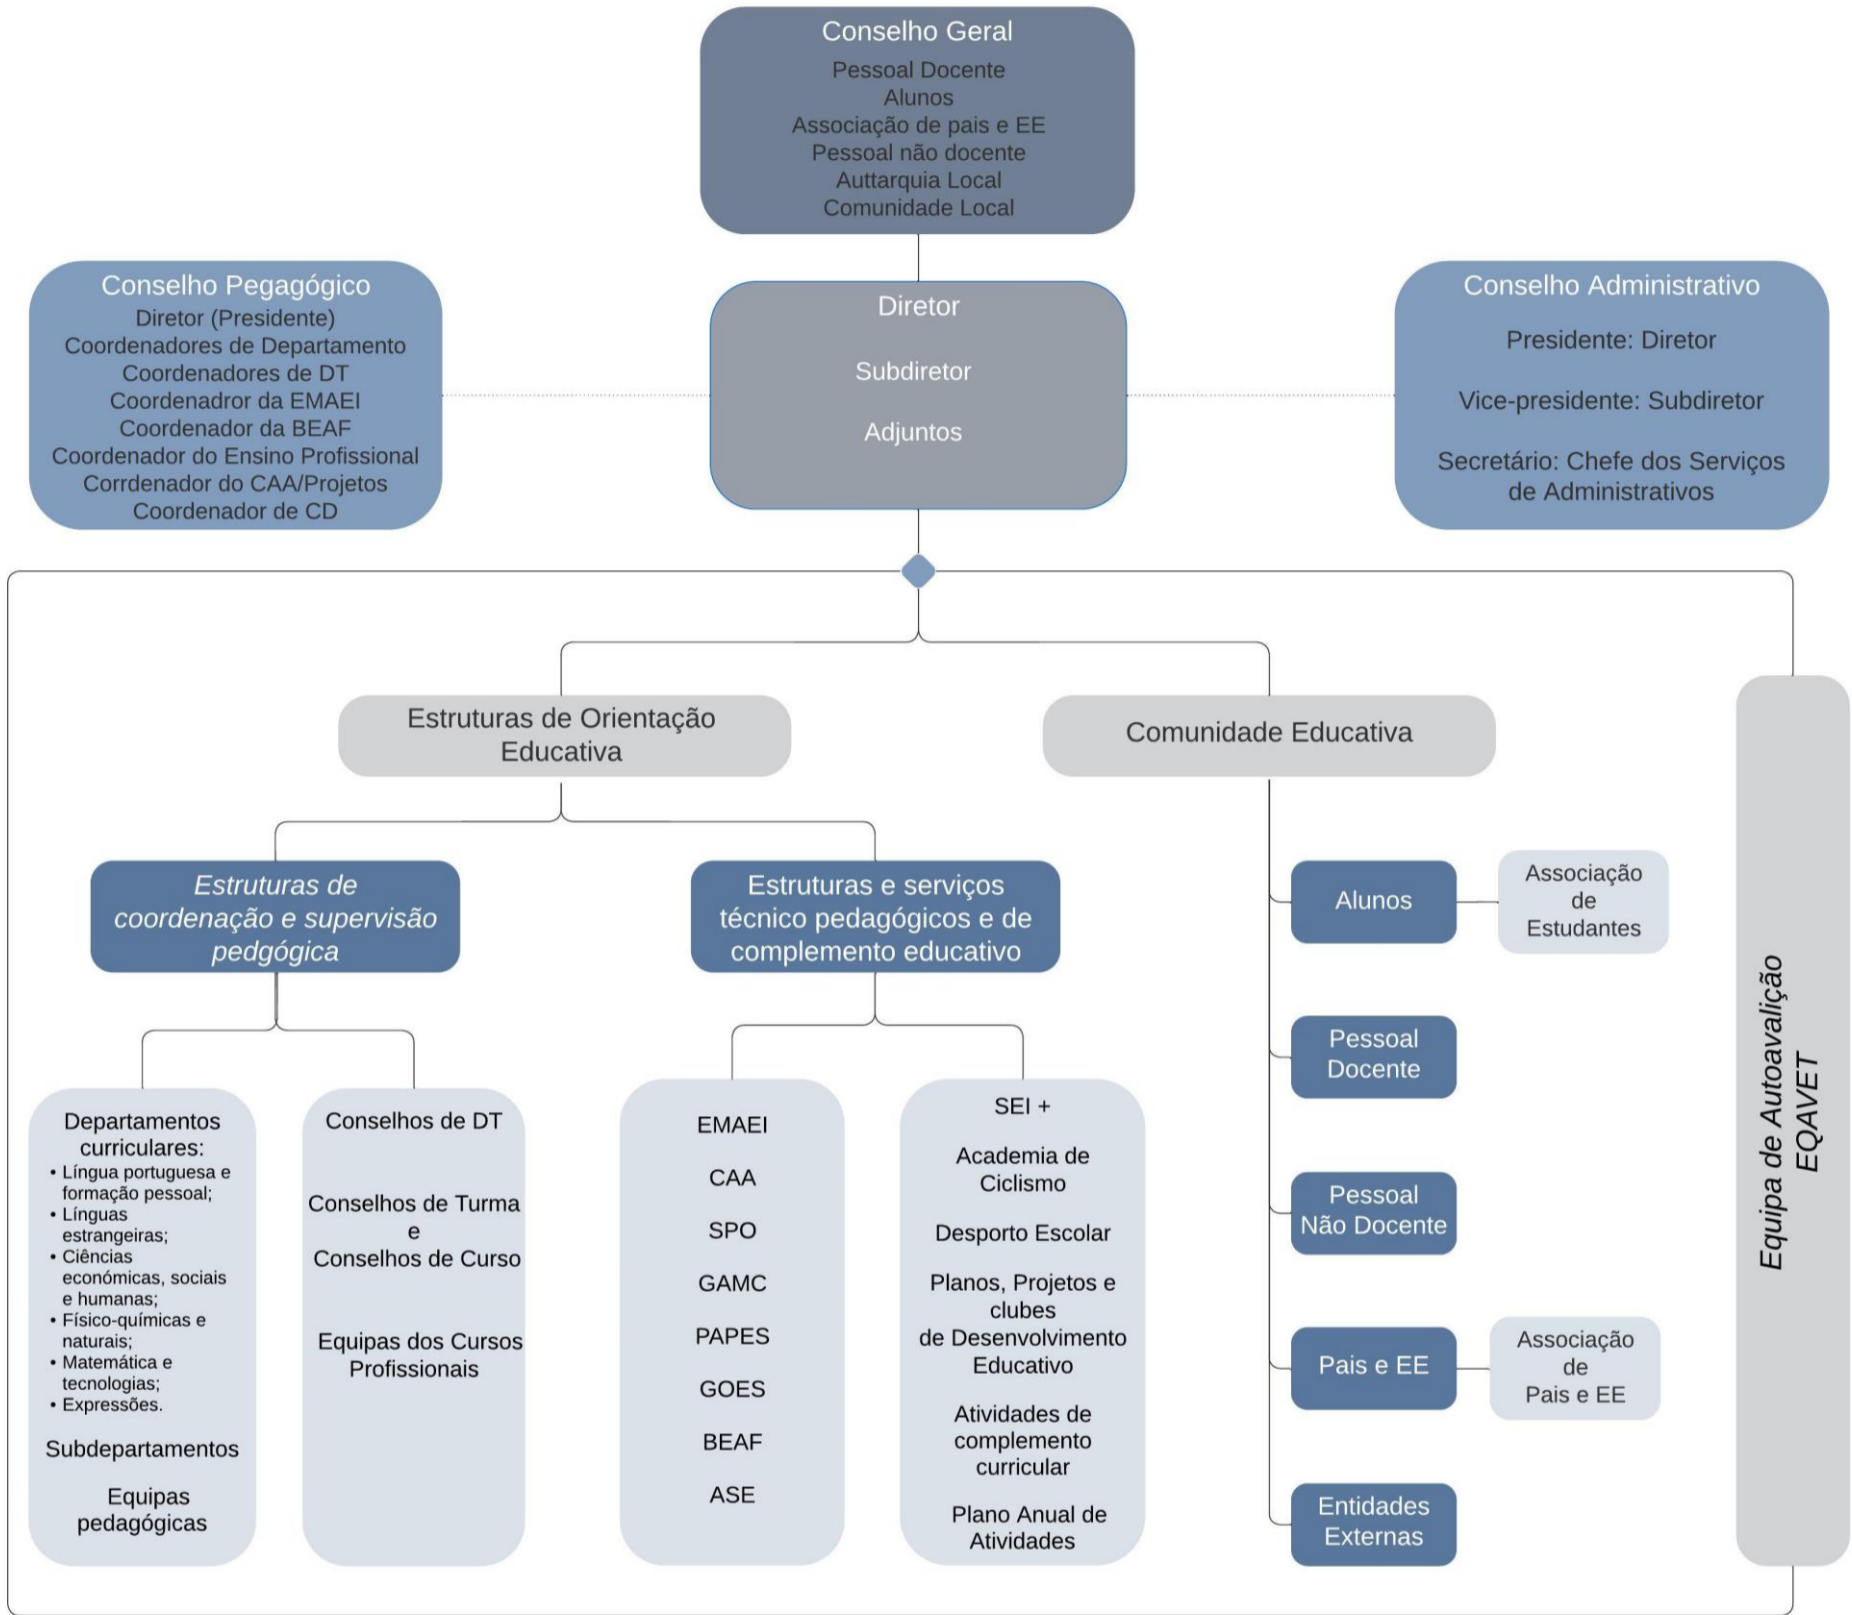 Conselho Geral
Pessoal Docente
Alunos
Associação de pais e EE
Pessoal não docente
Auttarquia Local
Comunidade Local
Conselho Pegagógico
Diretor (Presidente)
Coordenadores de Departamento
Coordenadores de DT
Coordenadror da EMAEI
Coordenador da BEAF
Coordenador do Ensino Profissional
Corrdenador do CAA/Projetos
Coordenador de CD
Diretor
Subdiretor
Adjuntos
Conselho Administrativo
Presidente: Diretor
Vice-presidente: Subdiretor
Secretário: Chefe dos Serviços
de Administrativos
Estruturas de Orientação
Educativa
Comunidade Educativa
Estruturas de
coordenação e supervisão
pedgógica
Estruturas e serviços
técnico pedagógicos e de
complemento educativo
Departamentos
curriculares:
• Língua portuguesa e
formação pessoal;
• Línguas
estrangeiras;
• Ciências
económicas, sociais
e humanas;
• Físico-químicas e
naturais;
• Matemática e
tecnologias;
• Expressões.
Subdepartamentos
Equipas
pedagógicas
Conselhos de DT
Conselhos de Turma
e
Conselhos de Curso
Equipas dos Cursos
Profissionais
EMAEI
CAA
SPO
GAMC
PAPES
GOES
BEAF
ASE
SEI +
Academia de
Ciclismo
Desporto Escolar
Planos, Projetos e
clubes
de Desenvolvimento
Educativo
Atividades de
complemento
curricular
Plano Anual de
Atividades
Alunos
Associação
de
Estudantes
Pessoal
Docente
Pessoal
Não Docente
Pais e EE
Associação
de
Pais e EE
Entidades
Externas
Equipa de Autoavalição
EQAVET